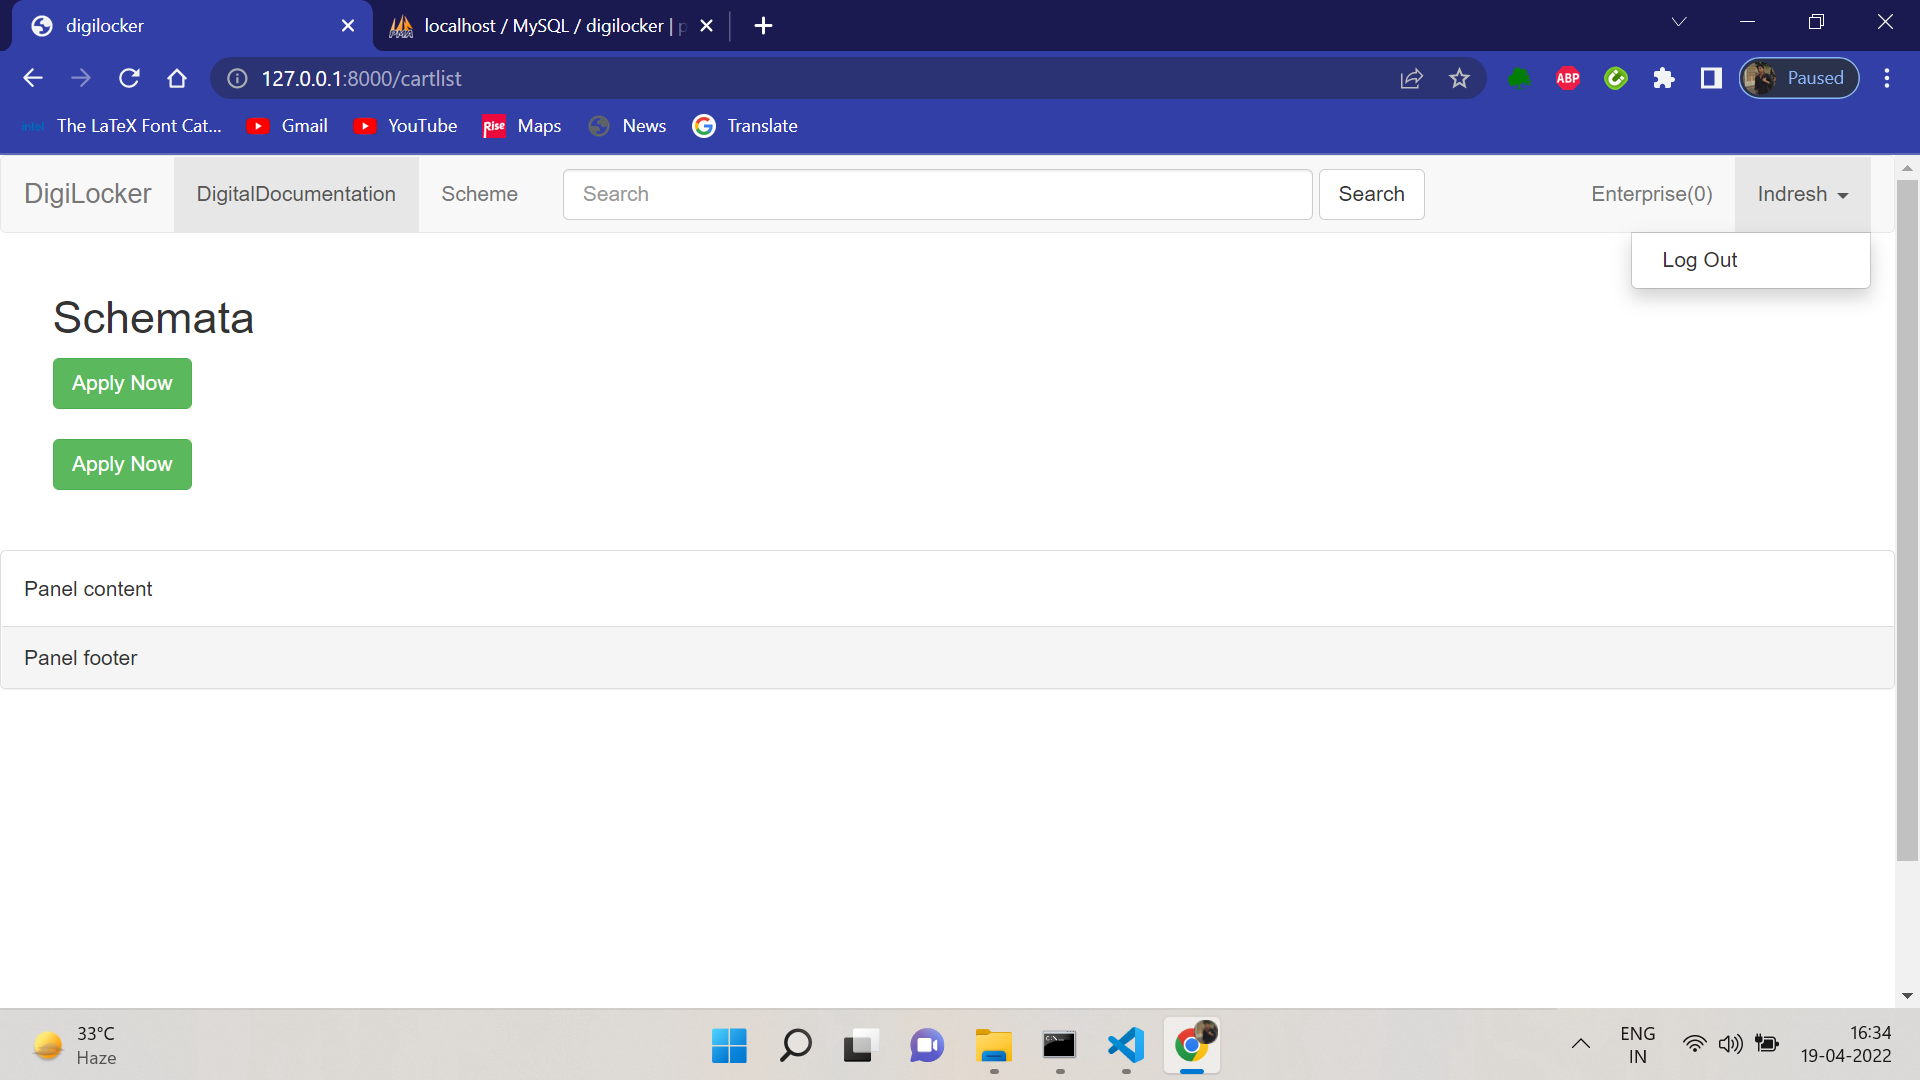 digilocker
localhost / MySQL / digilocker | p
127.0.0.1:8000/cartlist
ABP
Paused
intel
The LaTeX Font Cat...
Gmail
YouTube
Rise
Maps
News
Translate
DigiLocker
DigitalDocumentation
Scheme
Search
Search
Enterprise(0)
Indresh
Log Out
Schemata
Apply Now
Apply Now
Panel content
Panel footer
33°C
Haze
ENG
IN
16:34
19-04-2022